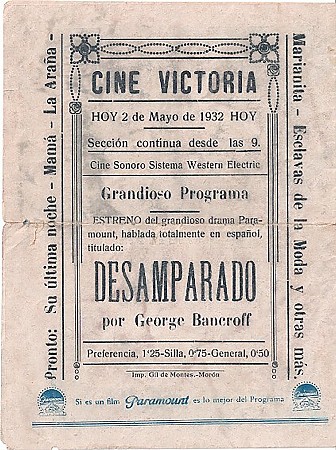 CINE VICTORIA
HOY 2 de Mayo de 1932 HOY
Sección continua desde las 9.
Cine Sonoro Sistema Western Electric
Grandioso Programa
ESTRENO del grandioso drama Para-
mount, hablada totalmente en español,
titulado:
DESAMPARADO
por George Bancroff
Preferencia, 1'25-Silla, 0'75-General, 0'50
Imp. Gil de Montes.-Morón
Pronto: Su última noche - Mamá - La Araña -
Marianita - Esclavas de la Moda y otras más
Si es un film Paramount es lo mejor del Programa